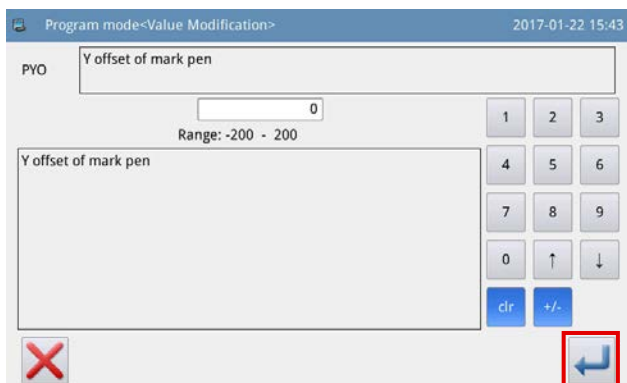 Program mode<Value Modification> 2017-01-22 15:43
PYO Y offset of mark pen
0
Range: -200 - 200
Y offset of mark pen
1 2 3
4 5 6
7 8 9
0 ↑ ↓
clr +/-